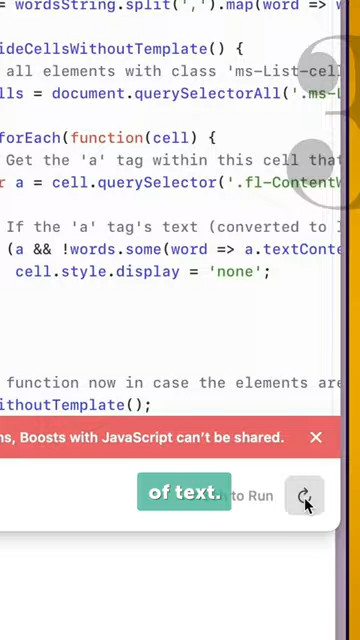 = wordsString.split(',').map(word => w
ideCellsWithoutTemplate() {
all elements with class 'ms-List-cell
lls = document.querySelectorAll('.ms-L
forEach(function(cell) {
Get the 'a' tag within this cell that
r a = cell.querySelector('.fl-ContentW
If the 'a' tag's text (converted to l
(a && !words.some(word => a.textConte
cell.style.display = 'none';
function now in case the elements are
ithoutTemplate();
ns, Boosts with JavaScript can't be shared.
of text.
to Run
3
3